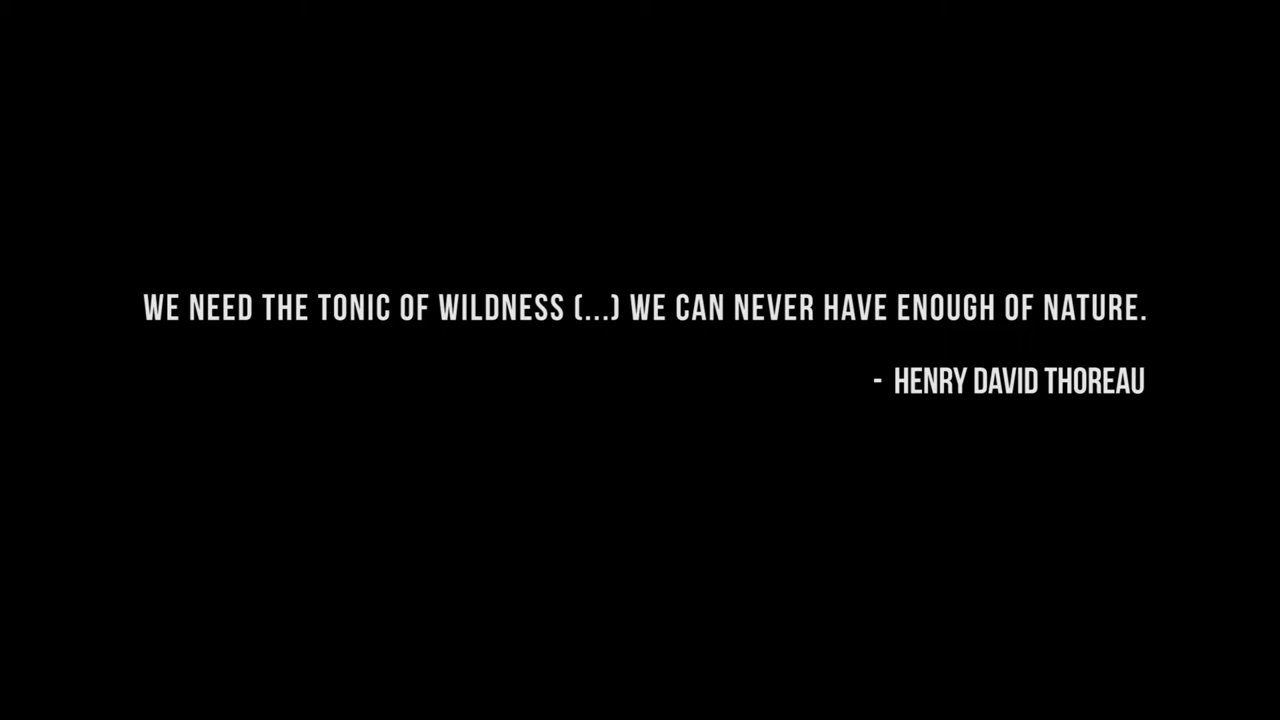 WE NEED THE TONIC OF WILDNESS (...) WE CAN NEVER HAVE ENOUGH OF NATURE.
- HENRY DAVID THOREAU